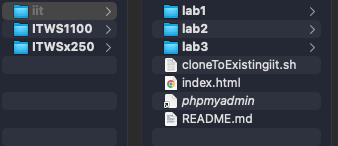 iit
ITWS1100
ITWSx250
lab1
lab2
lab3
cloneToExistingiit.sh
index.html
phpmyadmin
README.md